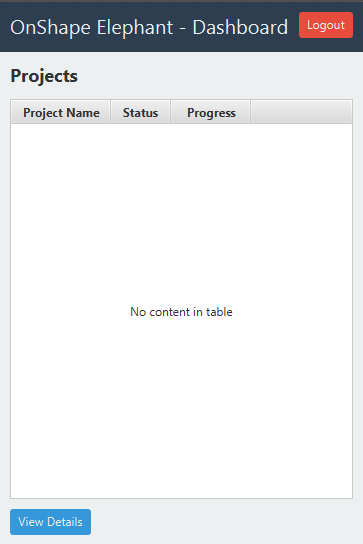 OnShape Elephant - Dashboard Logout
Projects
Project Name Status Progress
No content in table
View Details